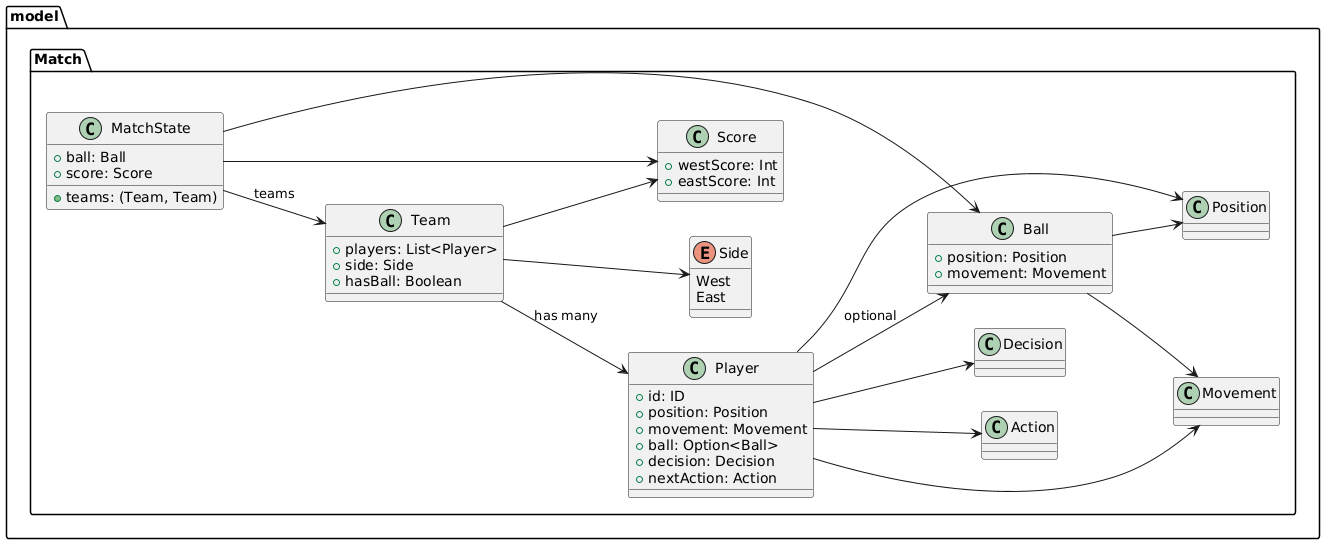 model
Match
C MatchState
ball: Ball
score: Score
teams: (Team, Team)
teams
C Team
players: List<Player>
side: Side
hasBall: Boolean
has many
C Score
westScore: Int
eastScore: Int
E Side
West
East
C Player
id: ID
position: Position
movement: Movement
ball: Option<Ball>
decision: Decision
nextAction: Action
optional
C Ball
position: Position
movement: Movement
C Decision
C Action
C Position
C Movement